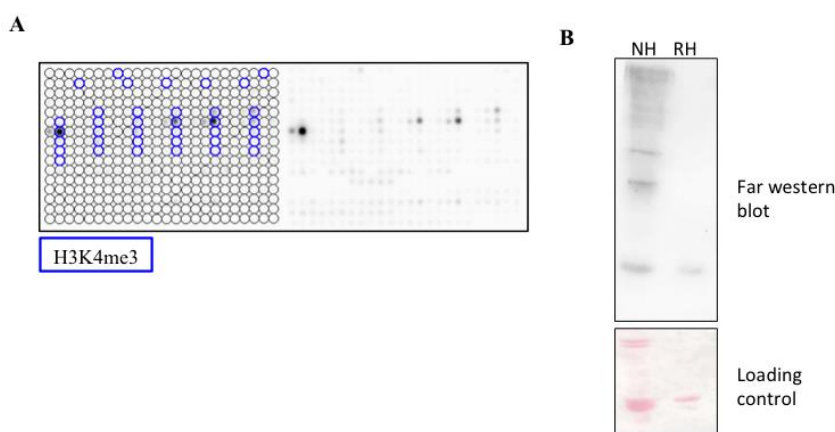 A
B
NH RH
H3K4me3
Far western
blot
Loading
control